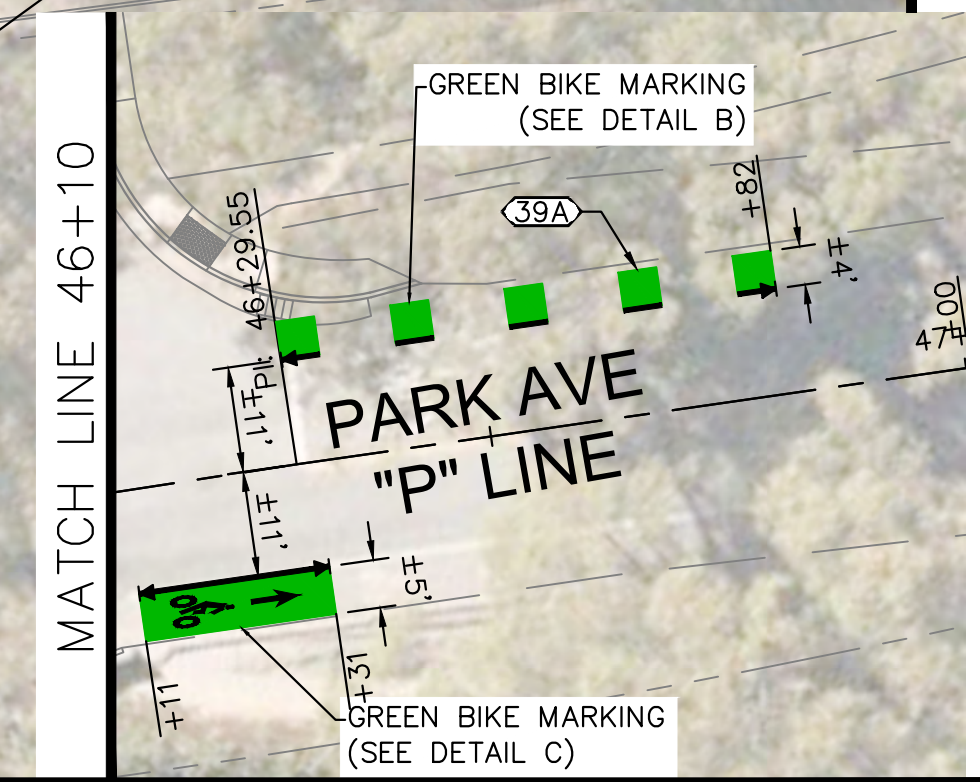 MATCH LINE 46+10
GREEN BIKE MARKING
(SEE DETAIL B)
39A
+82
±4'
PI: 46+29.55
47+00
±11'
PARK AVE
"P" LINE
±11'
±5'
+11
+31
GREEN BIKE MARKING
(SEE DETAIL C)